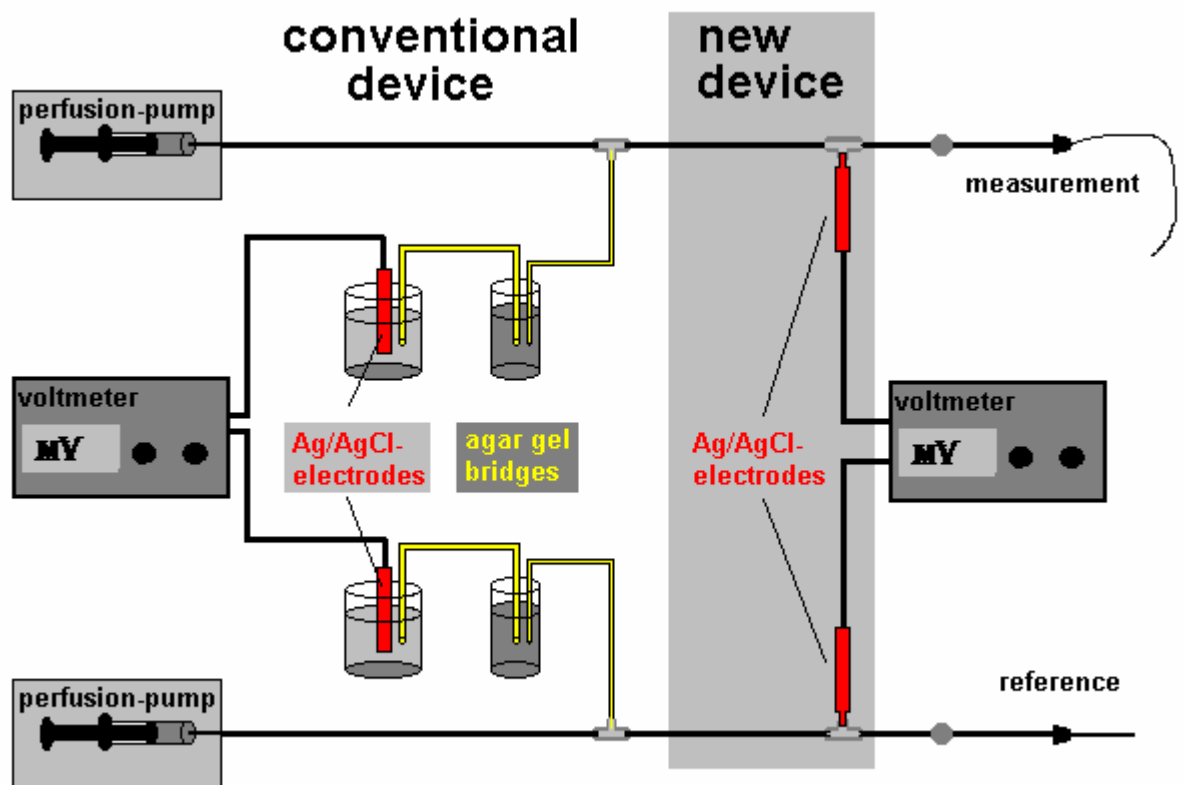 conventional
device
new
device
perfusion-pump
measurement
voltmeter
mV
Ag/AgCl-
electrodes
agar gel
bridges
Ag/AgCl-
electrodes
voltmeter
mV
perfusion-pump
reference